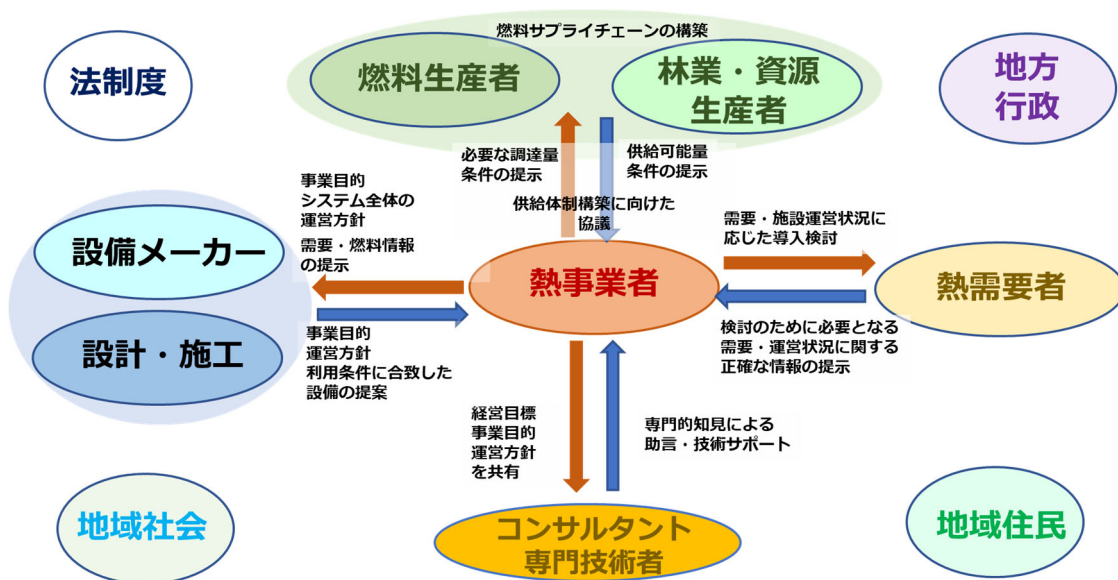 燃料サプライチェーンの構築
法制度
燃料生産者
林業・資源
生産者
地方
行政
必要な調達量
条件の提示
供給可能量
条件の提示
供給体制構築に向けた
協議
事業目的
システム全体の
運営方針
需要・燃料情報
の提示
設備メーカー
設計・施工
事業目的
運営方針
利用条件に合致した
設備の提案
熱事業者
需要・施設運営状況に
応じた導入検討
熱需要者
検討のために必要となる
需要・運営状況に関する
正確な情報の提示
経営目標
事業目的
運営方針
を共有
専門的知見による
助言・技術サポート
地域社会
コンサルタント
専門技術者
地域住民